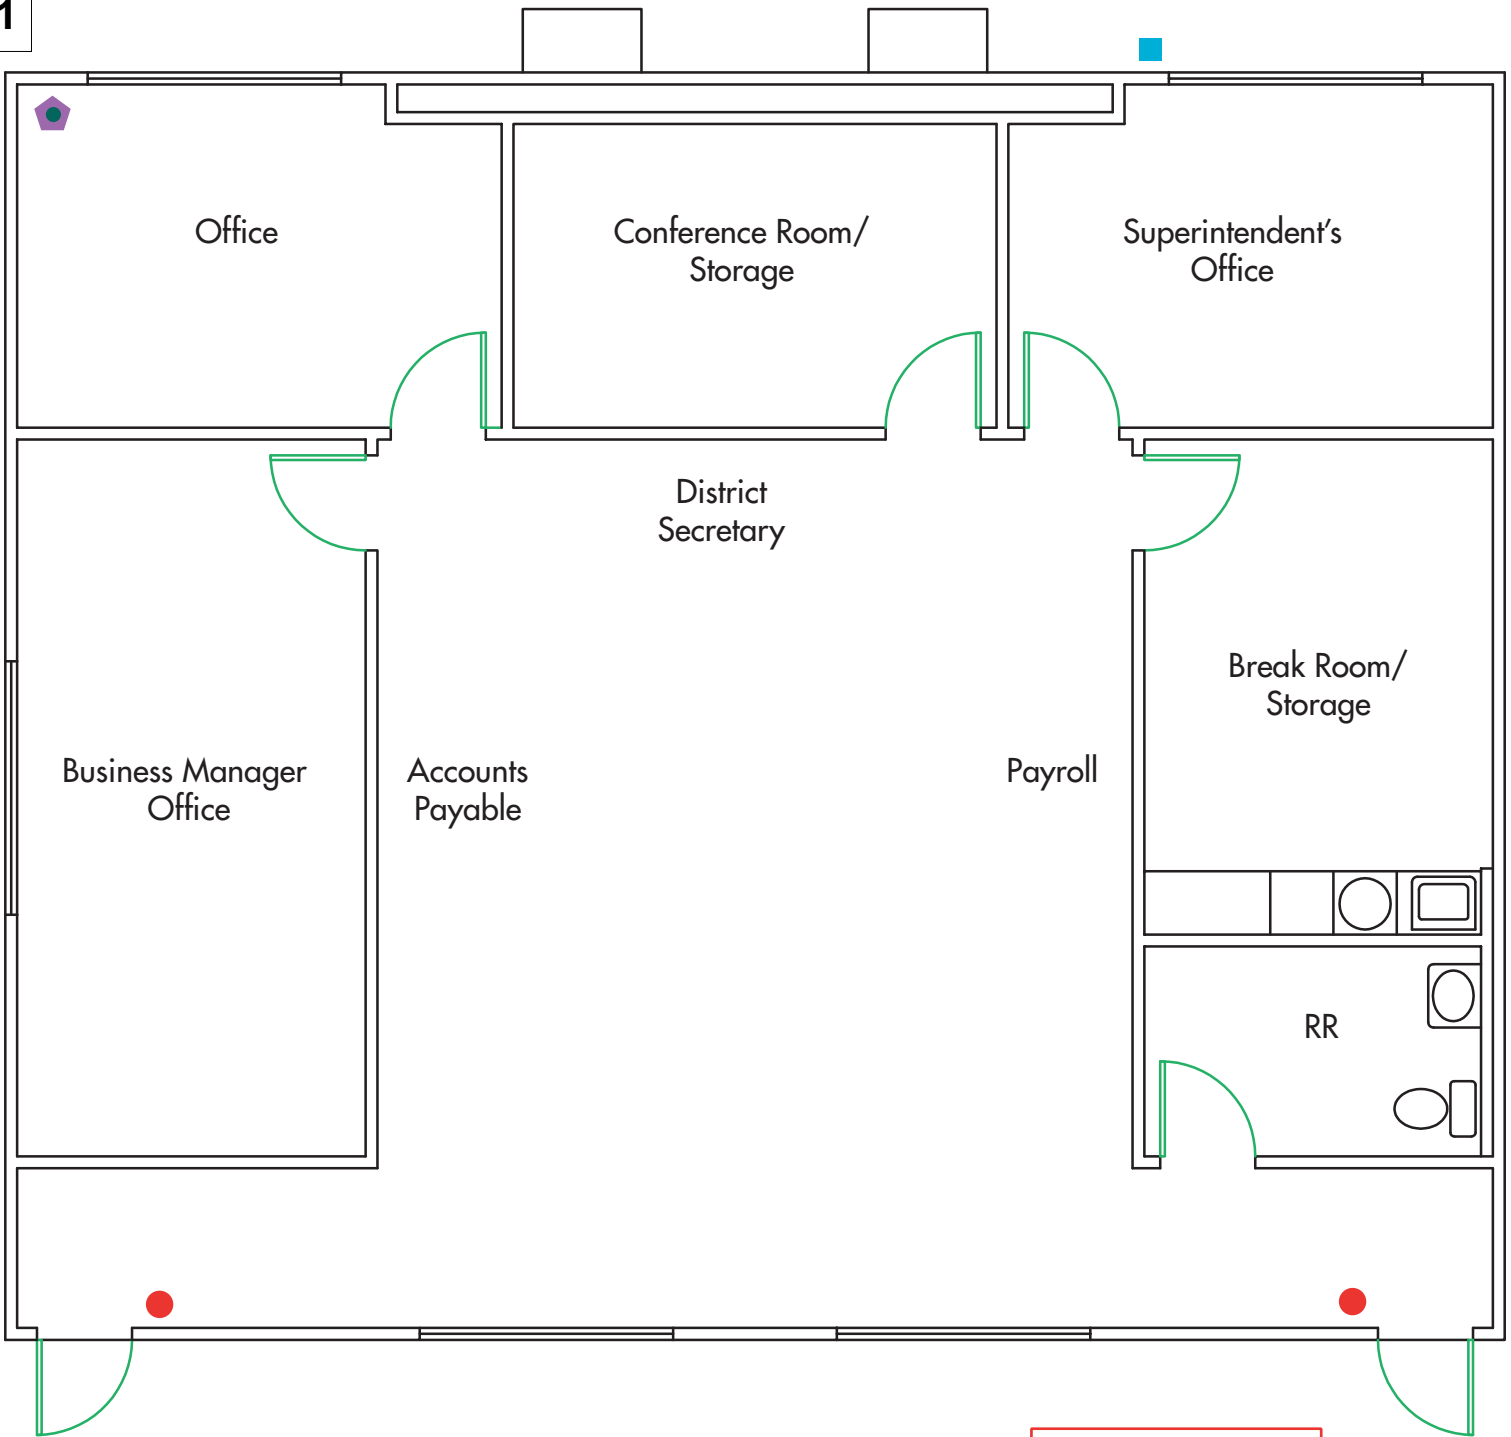 1
Office
Conference Room/
Storage
Superintendent's
Office
District
Secretary
Break Room/
Storage
Business Manager
Office
Accounts
Payable
Payroll
RR